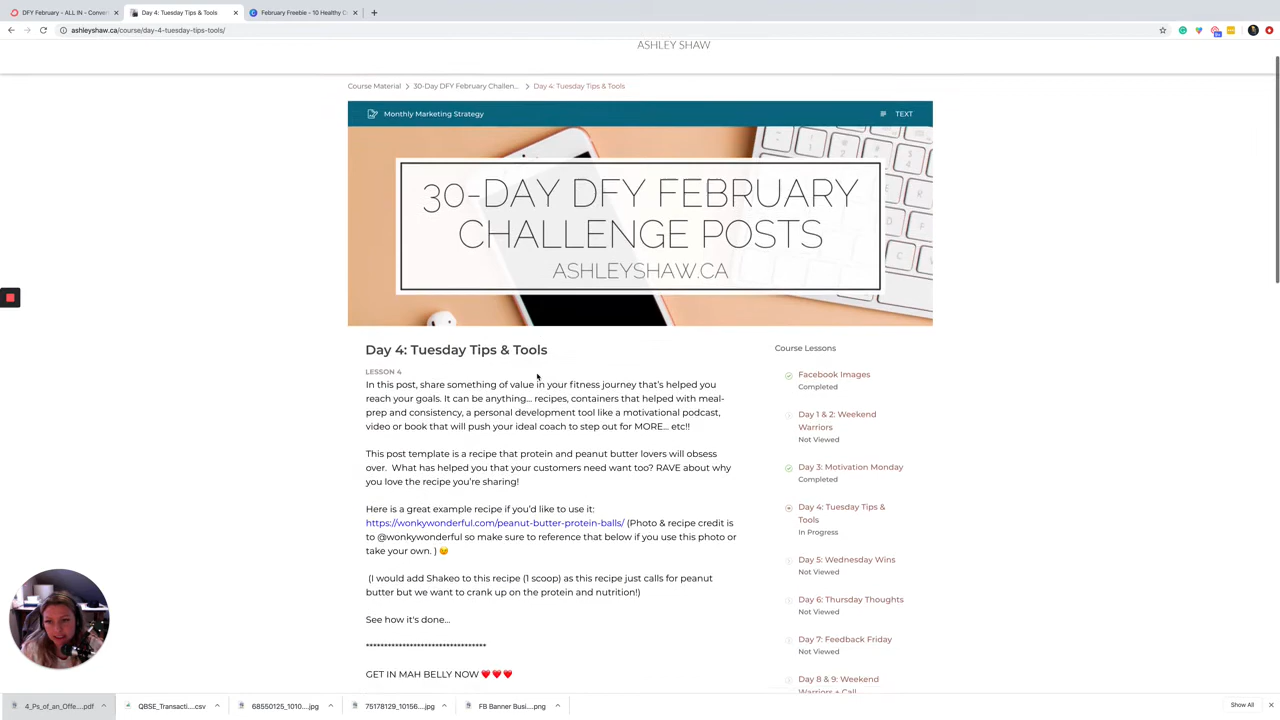 DFY February - ALL IN - Conver
Day 4: Tuesday Tips & Tools
February Freebie - 10 Healthy C
ashleyshaw.ca/course/day-4-tuesday-tips-tools/
ASHLEY SHAW
Course Material > 30-Day DFY February Challen... > Day 4: Tuesday Tips & Tools
Monthly Marketing Strategy
TEXT
30-DAY DFY FEBRUARY
CHALLENGE POSTS
ASHLEYSHAW.CA
Day 4: Tuesday Tips & Tools
LESSON 4
In this post, share something of value in your fitness journey that's helped you
reach your goals. It can be anything... recipes, containers that helped with meal-
prep and consistency, a personal development tool like a motivational podcast,
video or book that will push your ideal coach to step out for MORE... etc!!
This post template is a recipe that protein and peanut butter lovers will obsess
over.  What has helped you that your customers need want too? RAVE about why
you love the recipe you're sharing!
Here is a great example recipe if you'd like to use it:
https://wonkywonderful.com/peanut-butter-protein-balls/ (Photo & recipe credit is
to @wonkywonderful so make sure to reference that below if you use this photo or
take your own. ) 😉
(I would add Shakeo to this recipe (1 scoop) as this recipe just calls for peanut
butter but we want to crank up on the protein and nutrition!)
See how it's done...
********************************
GET IN MAH BELLY NOW ❤️❤️❤️
Course Lessons
Facebook Images
Completed
Day 1 & 2: Weekend
Warriors
Not Viewed
Day 3: Motivation Monday
Completed
Day 4: Tuesday Tips &
Tools
In Progress
Day 5: Wednesday Wins
Not Viewed
Day 6: Thursday Thoughts
Not Viewed
Day 7: Feedback Friday
Not Viewed
Day 8 & 9: Weekend
Warriors + Call
4_Ps_of_an_Offe....pdf
QBSE_Transacti....csv
68550125_1010....jpg
75178129_10156....jpg
FB Banner Busi....png
Show All